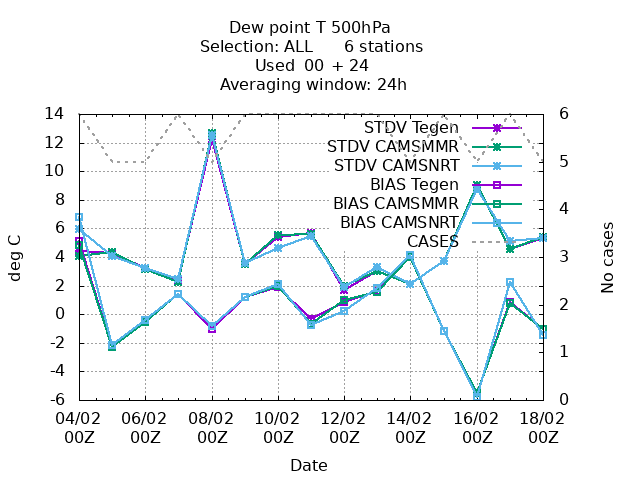 Dew point T 500hPa
Selection: ALL 6 stations
Used 00 + 24
Averaging window: 24h
14
12
10
8
6
4
2
0
-2
-4
-6
deg C
6
5
4
3
2
1
0
No cases
STDV Tegen
STDV CAMSMMR
STDV CAMSNRT
BIAS Tegen
BIAS CAMSMMR
BIAS CAMSNRT
CASES
04/02 06/02 08/02 10/02 12/02 14/02 16/02 18/02
00Z 00Z 00Z 00Z 00Z 00Z 00Z 00Z
Date